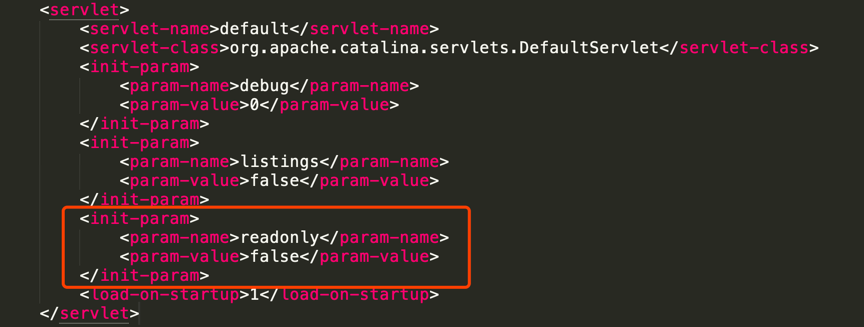 <servlet>
<servlet-name>default</servlet-name>
<servlet-class>org.apache.catalina.servlets.DefaultServlet</servlet-class>
<init-param>
<param-name>debug</param-name>
<param-value>0</param-value>
</init-param>
<init-param>
<param-name>listings</param-name>
<param-value>false</param-value>
</init-param>
<init-param>
<param-name>readonly</param-name>
<param-value>false</param-value>
</init-param>
<load-on-startup>1</load-on-startup>
</servlet>